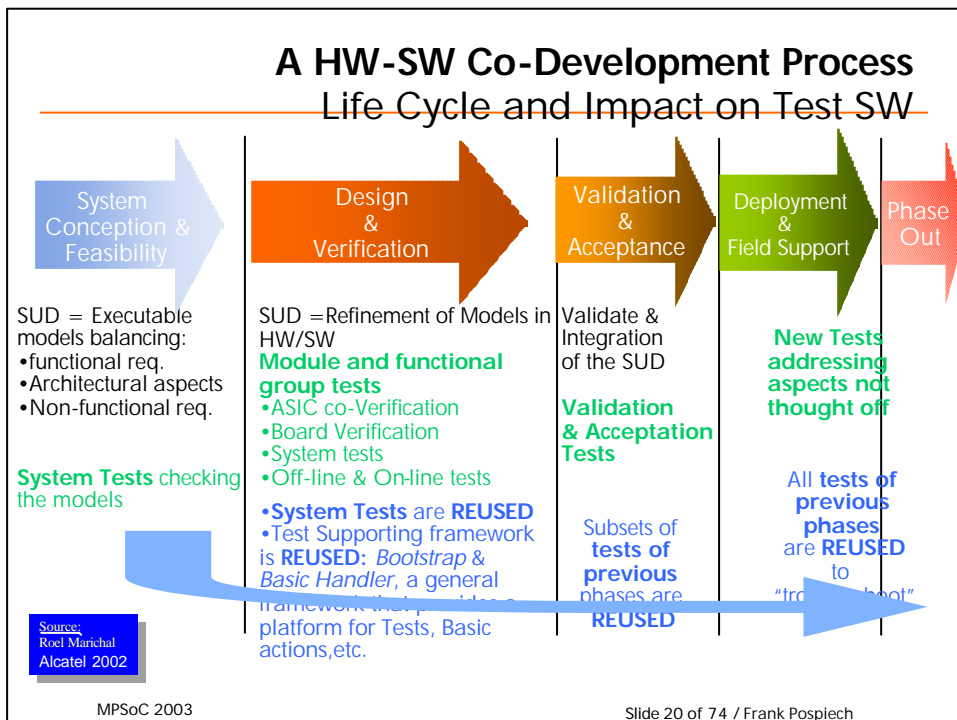 A HW-SW Co-Development Process
Life Cycle and Impact on Test SW
System
Conception &
Feasibility
Design
&
Verification
Validation
&
Acceptance
Deployment
&
Field Support
Phase
Out
SUD = Executable
models balancing:
•functional req.
•Architectural aspects
•Non-functional req.
System Tests checking
the models
SUD =Refinement of Models in
HW/SW
Module and functional
group tests
•ASIC co-Verification
•Board Verification
•System tests
•Off-line & On-line tests
•System Tests are REUSED
•Test Supporting framework
is REUSED: Bootstrap &
Basic Handler, a general
framework that provides a
platform for Tests, Basic
actions,etc.
Validate &
Integration
of the SUD
Validation
& Acceptation
Tests
Subsets of
tests of
previous
phases are
REUSED
New Tests
addressing
aspects not
thought off
All tests of
previous
phases
are REUSED
to
Source:
Roel Marichal
Alcatel 2002
MPSoC 2003
Slide 20 of 74 / Frank Pospiech